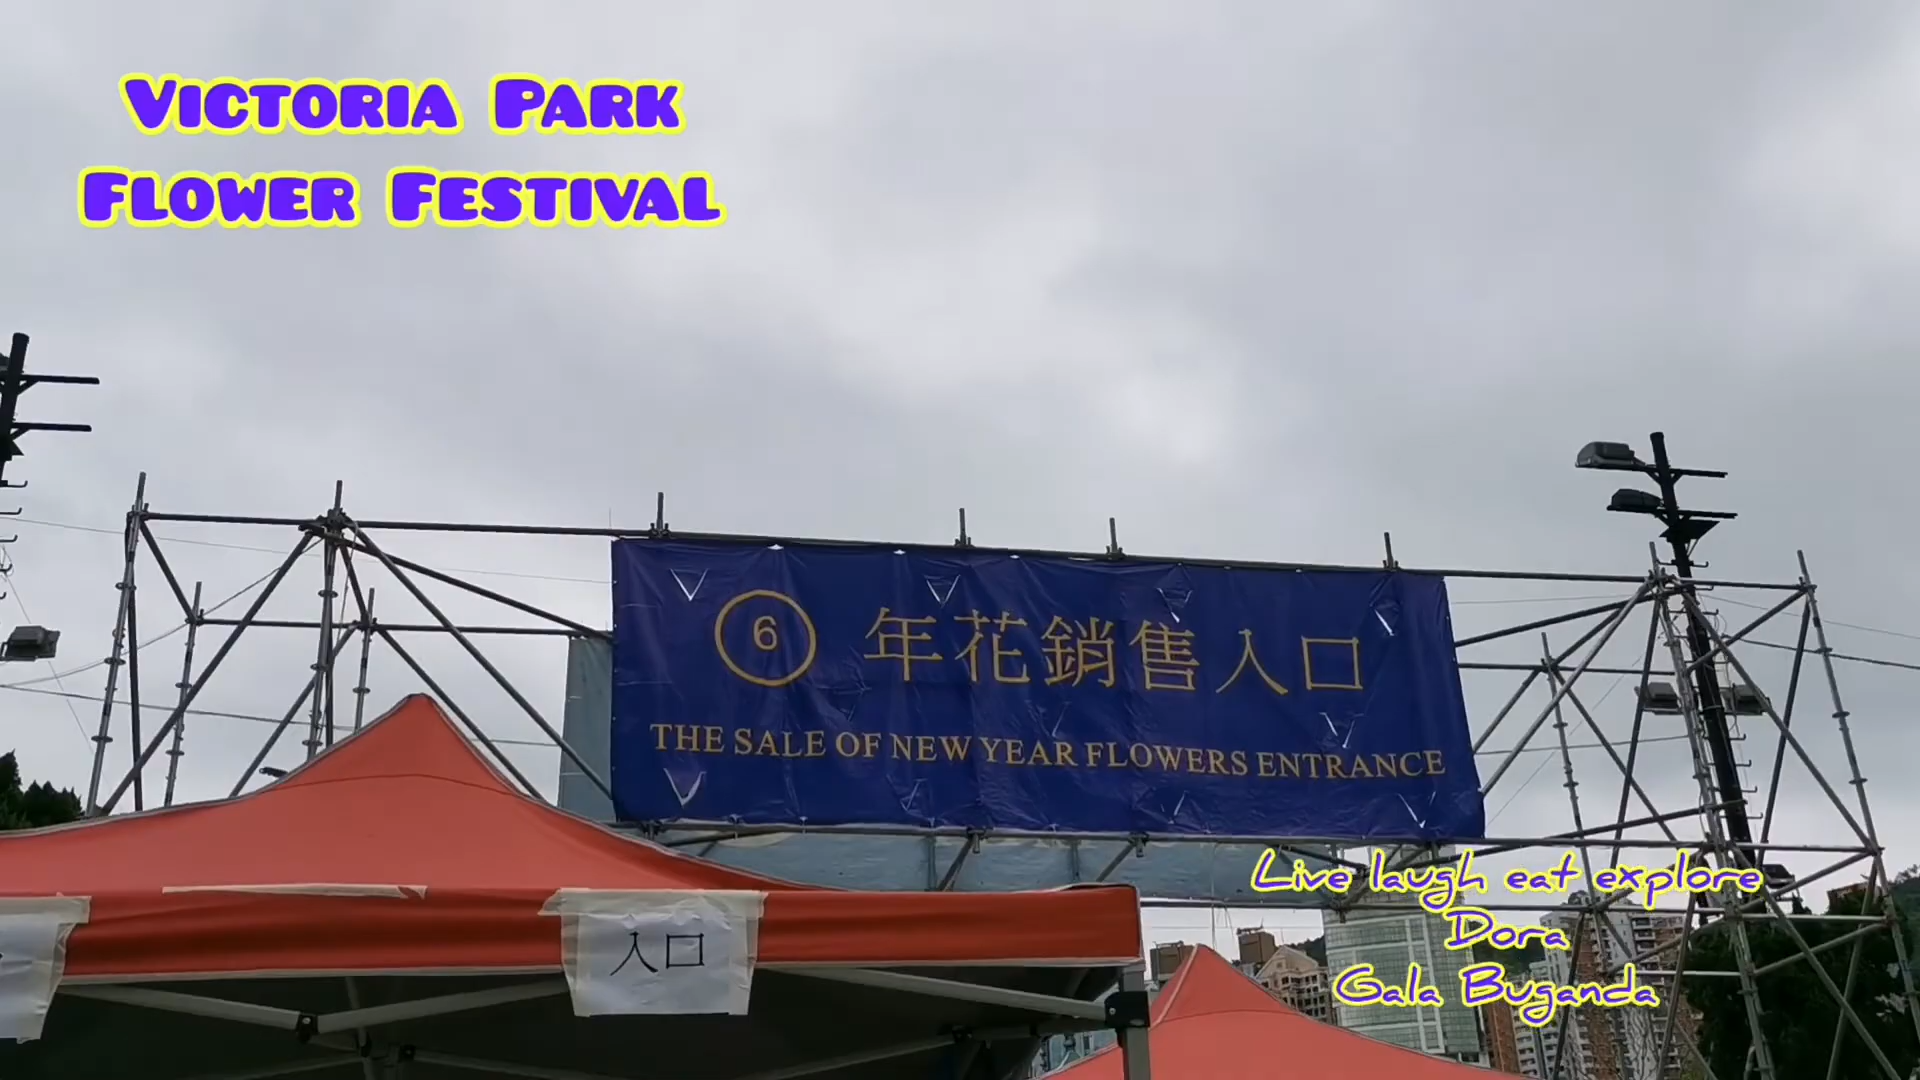 VICTORIA PARK
FLOWER FESTIVAL
6 年花銷售入口
THE SALE OF NEW YEAR FLOWERS ENTRANCE
入口
Live laugh eat explore
Dora
Gala Buganda